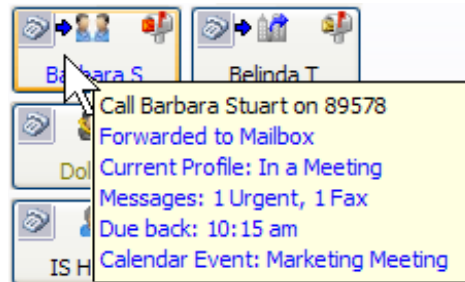 Barbara S
Belinda T
Call Barbara Stuart on 89578
Forwarded to Mailbox
Current Profile: In a Meeting
Messages: 1 Urgent, 1 Fax
Due back: 10:15 am
Calendar Event: Marketing Meeting
Dol
IS H